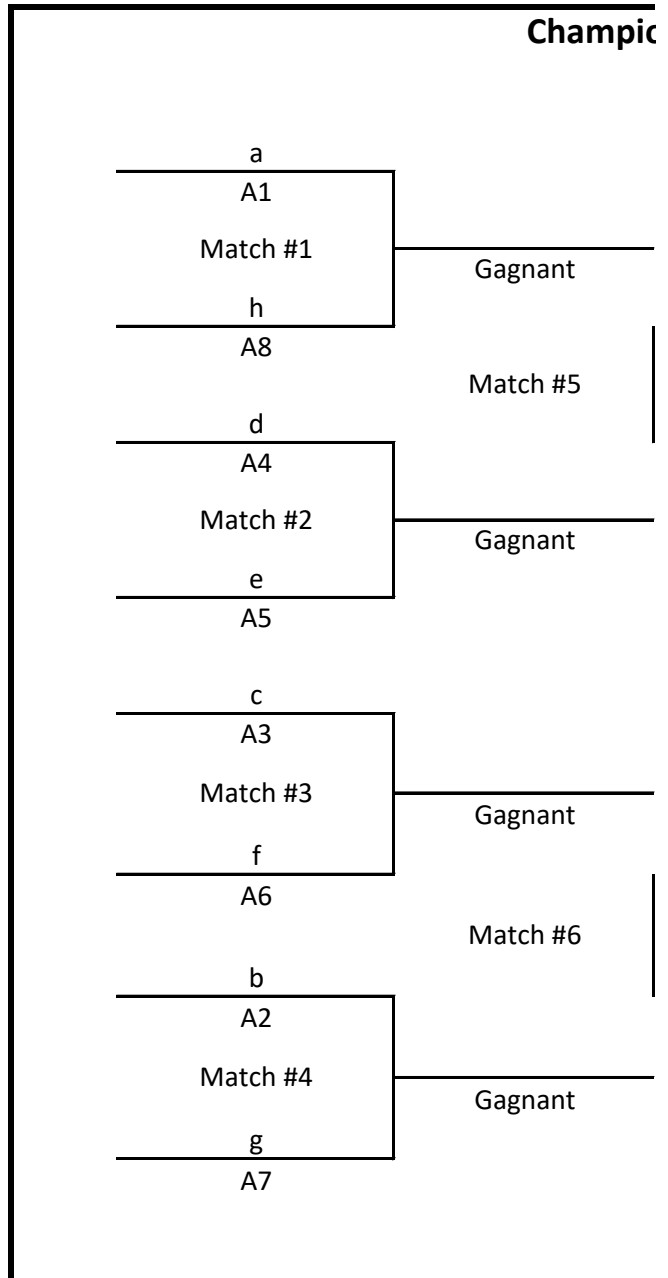 Champio
a
A1
Match #1
Gagnant
h
A8
Match #5
d
A4
Match #2
Gagnant
e
A5
c
A3
Match #3
Gagnant
f
A6
Match #6
b
A2
Match #4
Gagnant
g
A7